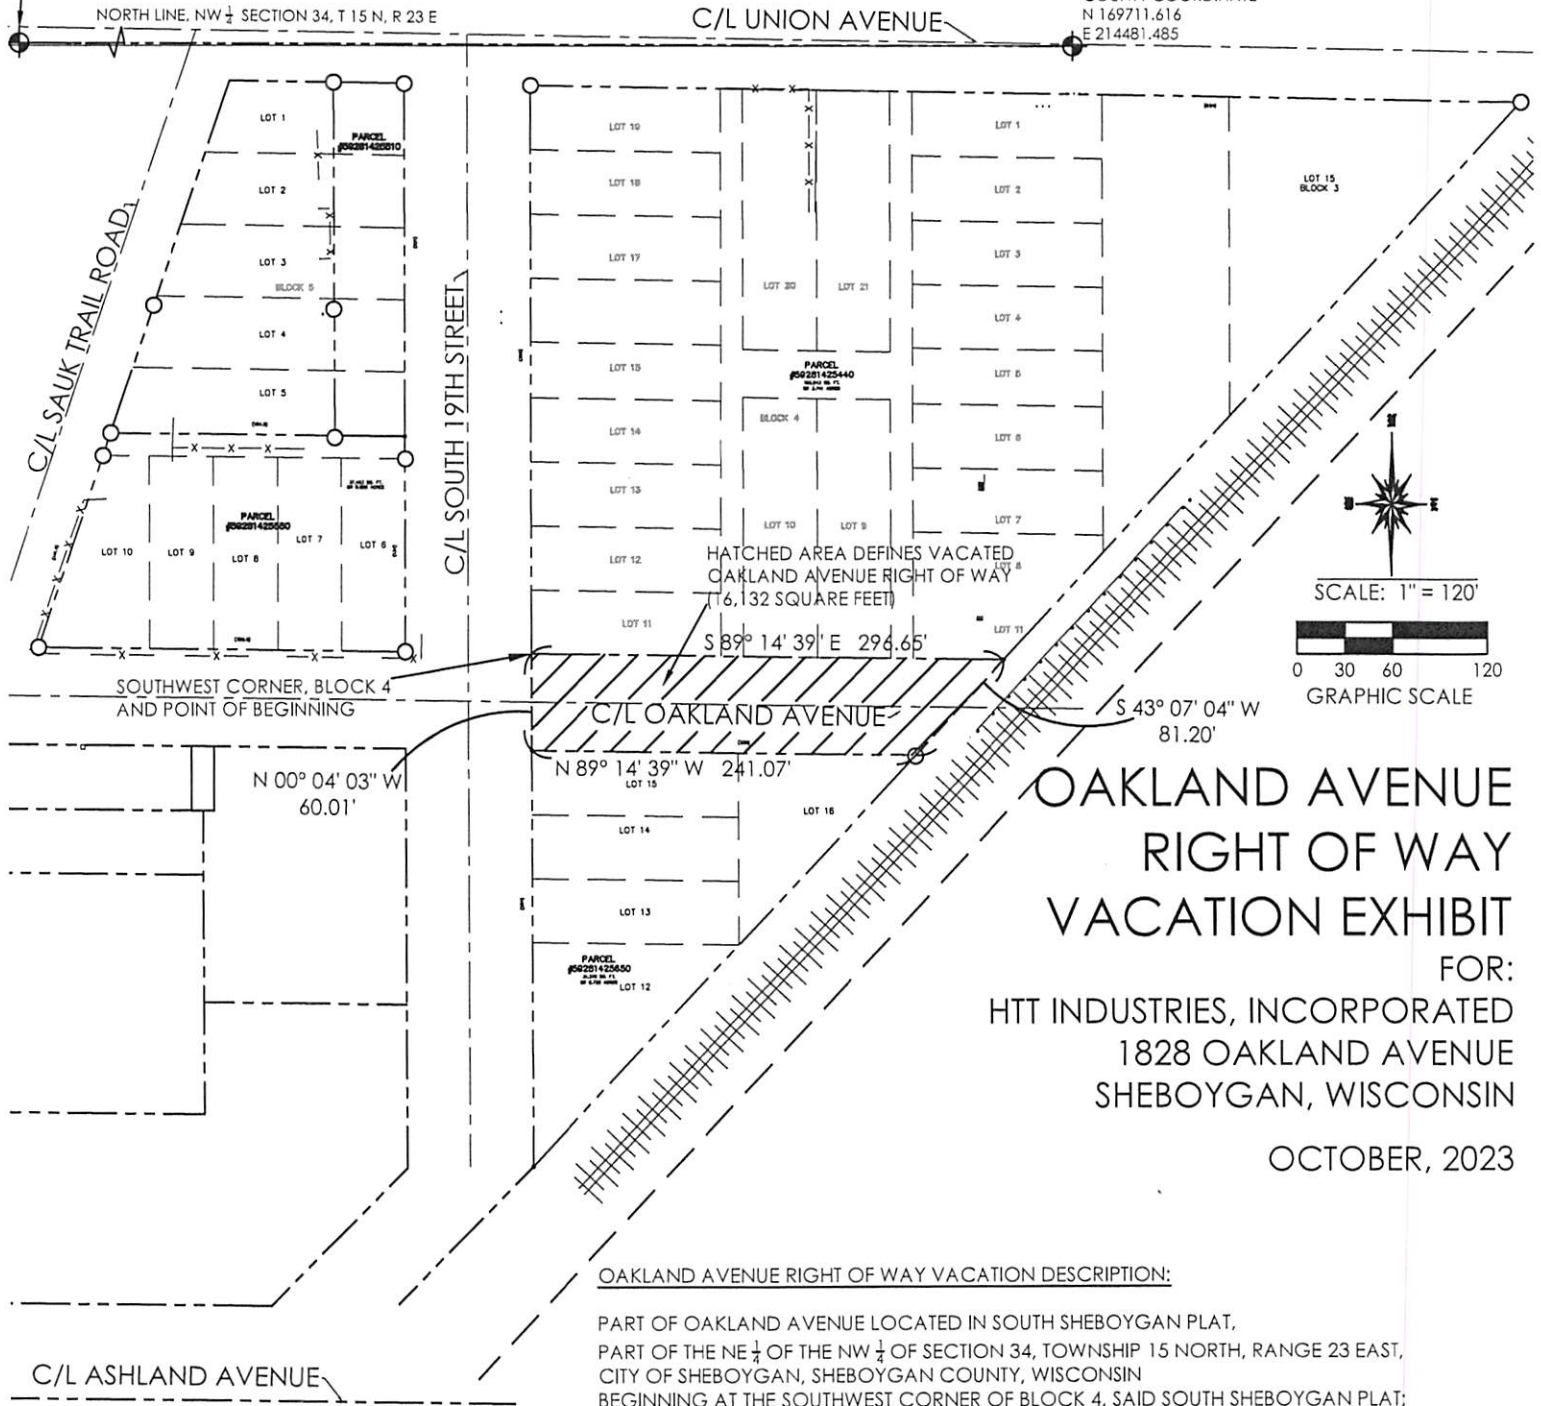 NORTH LINE, NW ¼ SECTION 34, T 15 N, R 23 E
C/L UNION AVENUE
N 169711.616
E 214481.485
C/L SAUK TRAIL ROAD
LOT 1
LOT 2
LOT 3
BLOCK 5
LOT 4
LOT 5
PARCEL
#59281425510
PARCEL
LOT 10
LOT 9
LOT 8
LOT 7
LOT 6
C/L SOUTH 19TH STREET
LOT 19
LOT 18
LOT 17
LOT 15
LOT 14
LOT 13
LOT 12
LOT 11
LOT 20
LOT 21
PARCEL
#59281425440
BLOCK 4
LOT 10
LOT 9
LOT 1
LOT 2
LOT 3
LOT 4
LOT 5
LOT 6
LOT 7
LOT 8
LOT 11
LOT 15
BLOCK 3
HATCHED AREA DEFINES VACATED
OAKLAND AVENUE RIGHT OF WAY
(16,132 SQUARE FEET)
S 89° 14' 39" E 296.65'
SOUTHWEST CORNER, BLOCK 4
AND POINT OF BEGINNING
C/L OAKLAND AVENUE
S 43° 07' 04" W
81.20'
N 00° 04' 03" W
60.01'
N 89° 14' 39" W 241.07'
LOT 15
LOT 14
LOT 13
LOT 16
PARCEL
#59281425650
LOT 12
SCALE: 1" = 120'
0 30 60 120
GRAPHIC SCALE
OAKLAND AVENUE
RIGHT OF WAY
VACATION EXHIBIT
FOR:
HTT INDUSTRIES, INCORPORATED
1828 OAKLAND AVENUE
SHEBOYGAN, WISCONSIN
OCTOBER, 2023
C/L ASHLAND AVENUE
OAKLAND AVENUE RIGHT OF WAY VACATION DESCRIPTION:
PART OF OAKLAND AVENUE LOCATED IN SOUTH SHEBOYGAN PLAT,
PART OF THE NE ¼ OF THE NW ¼ OF SECTION 34, TOWNSHIP 15 NORTH, RANGE 23 EAST,
CITY OF SHEBOYGAN, SHEBOYGAN COUNTY, WISCONSIN
BEGINNING AT THE SOUTHWEST CORNER OF BLOCK 4, SAID SOUTH SHEBOYGAN PLAT;